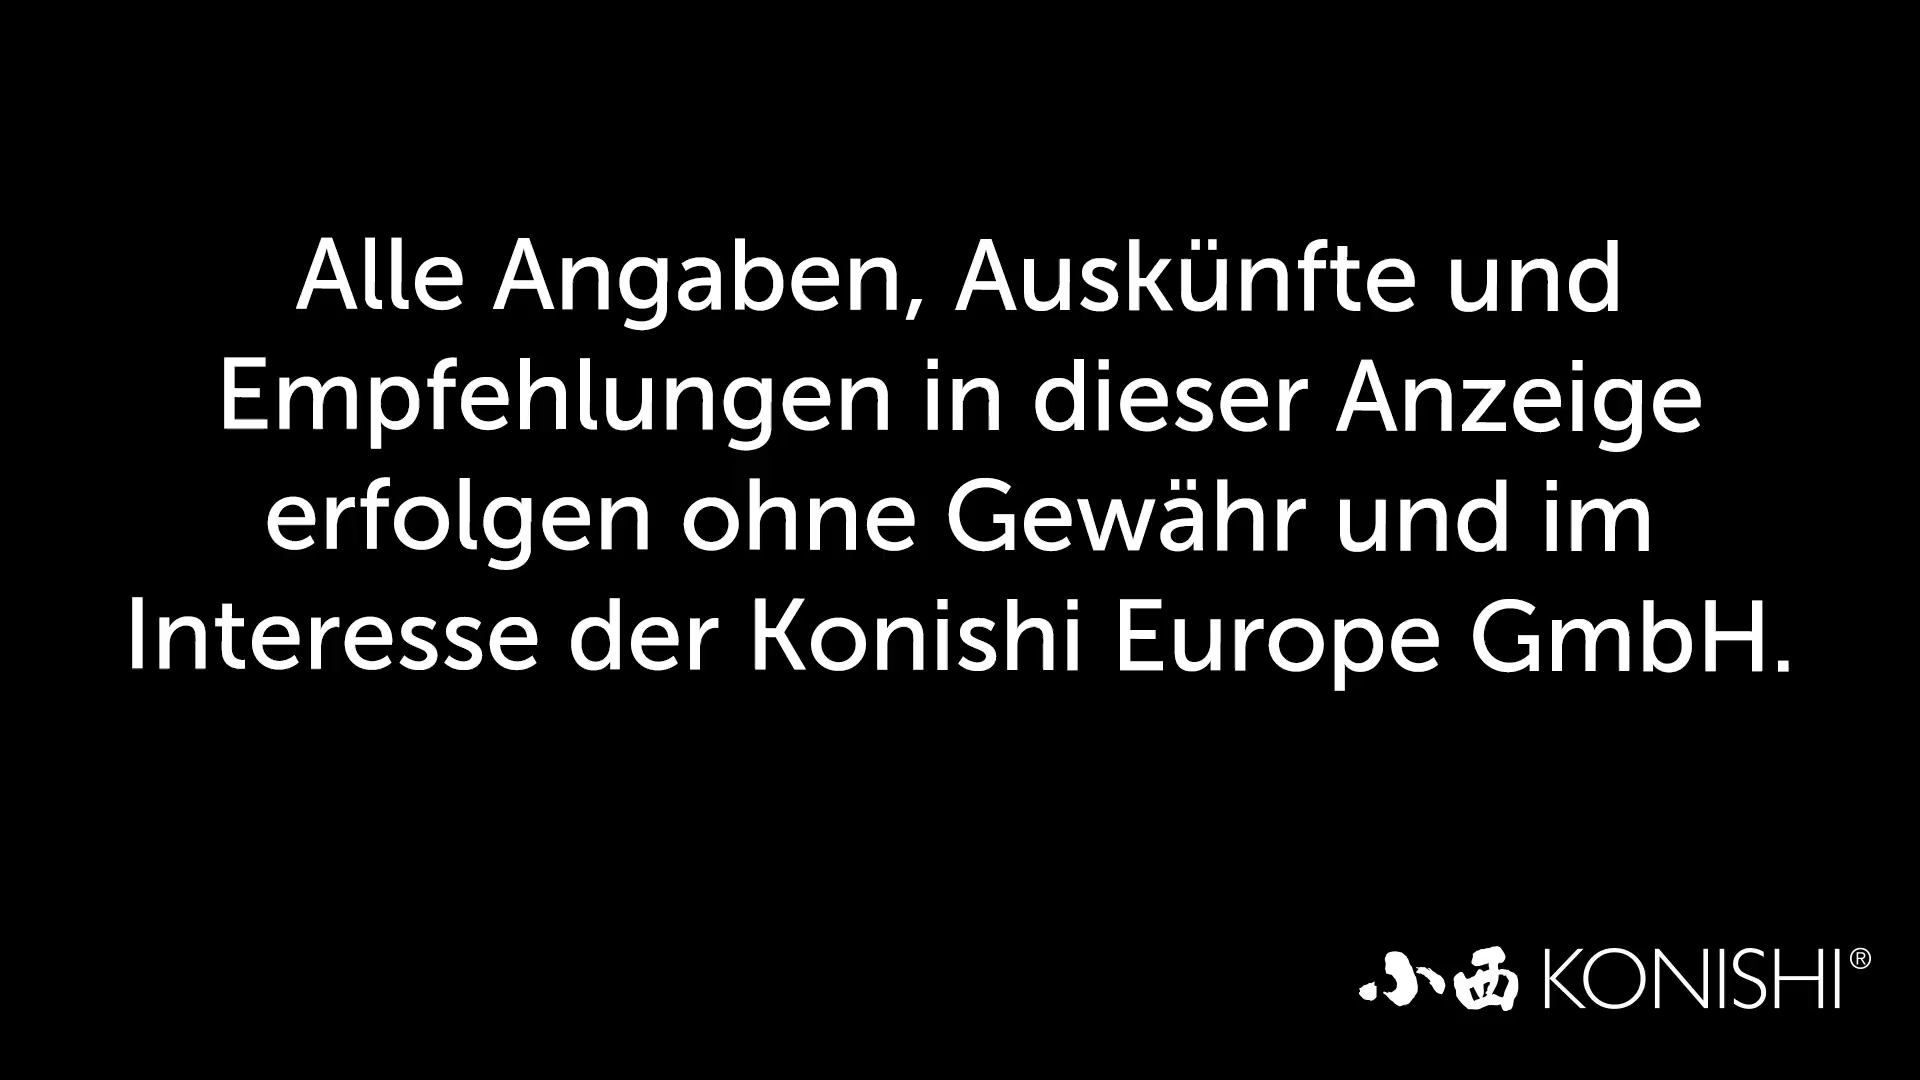 Alle Angaben, Auskünfte und
Empfehlungen in dieser Anzeige
erfolgen ohne Gewähr und im
Interesse der Konishi Europe GmbH.
小西 KONISHI®